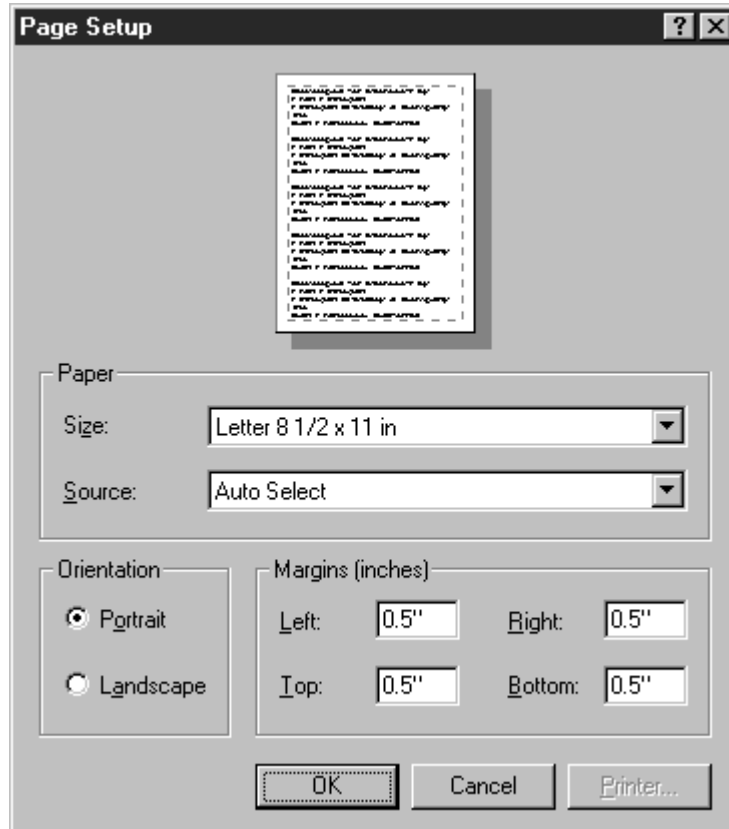 Page Setup
Paper
Size: Letter 8 1/2 x 11 in
Source: Auto Select
Orientation
Portrait
Landscape
Margins (inches)
Left: 0.5" Right: 0.5"
Top: 0.5" Bottom: 0.5"
OK Cancel Printer...